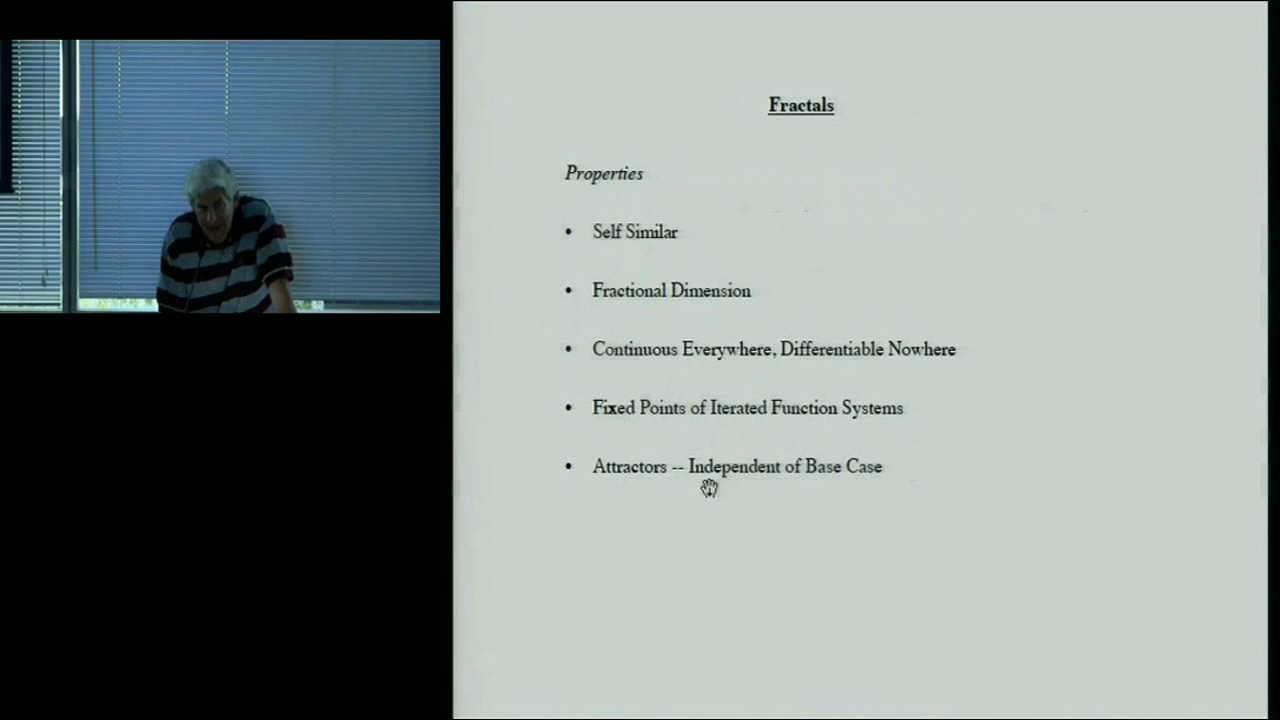 Fractals
Properties
• Self Similar
• Fractional Dimension
• Continuous Everywhere, Differentiable Nowhere
• Fixed Points of Iterated Function Systems
• Attractors -- Independent of Base Case